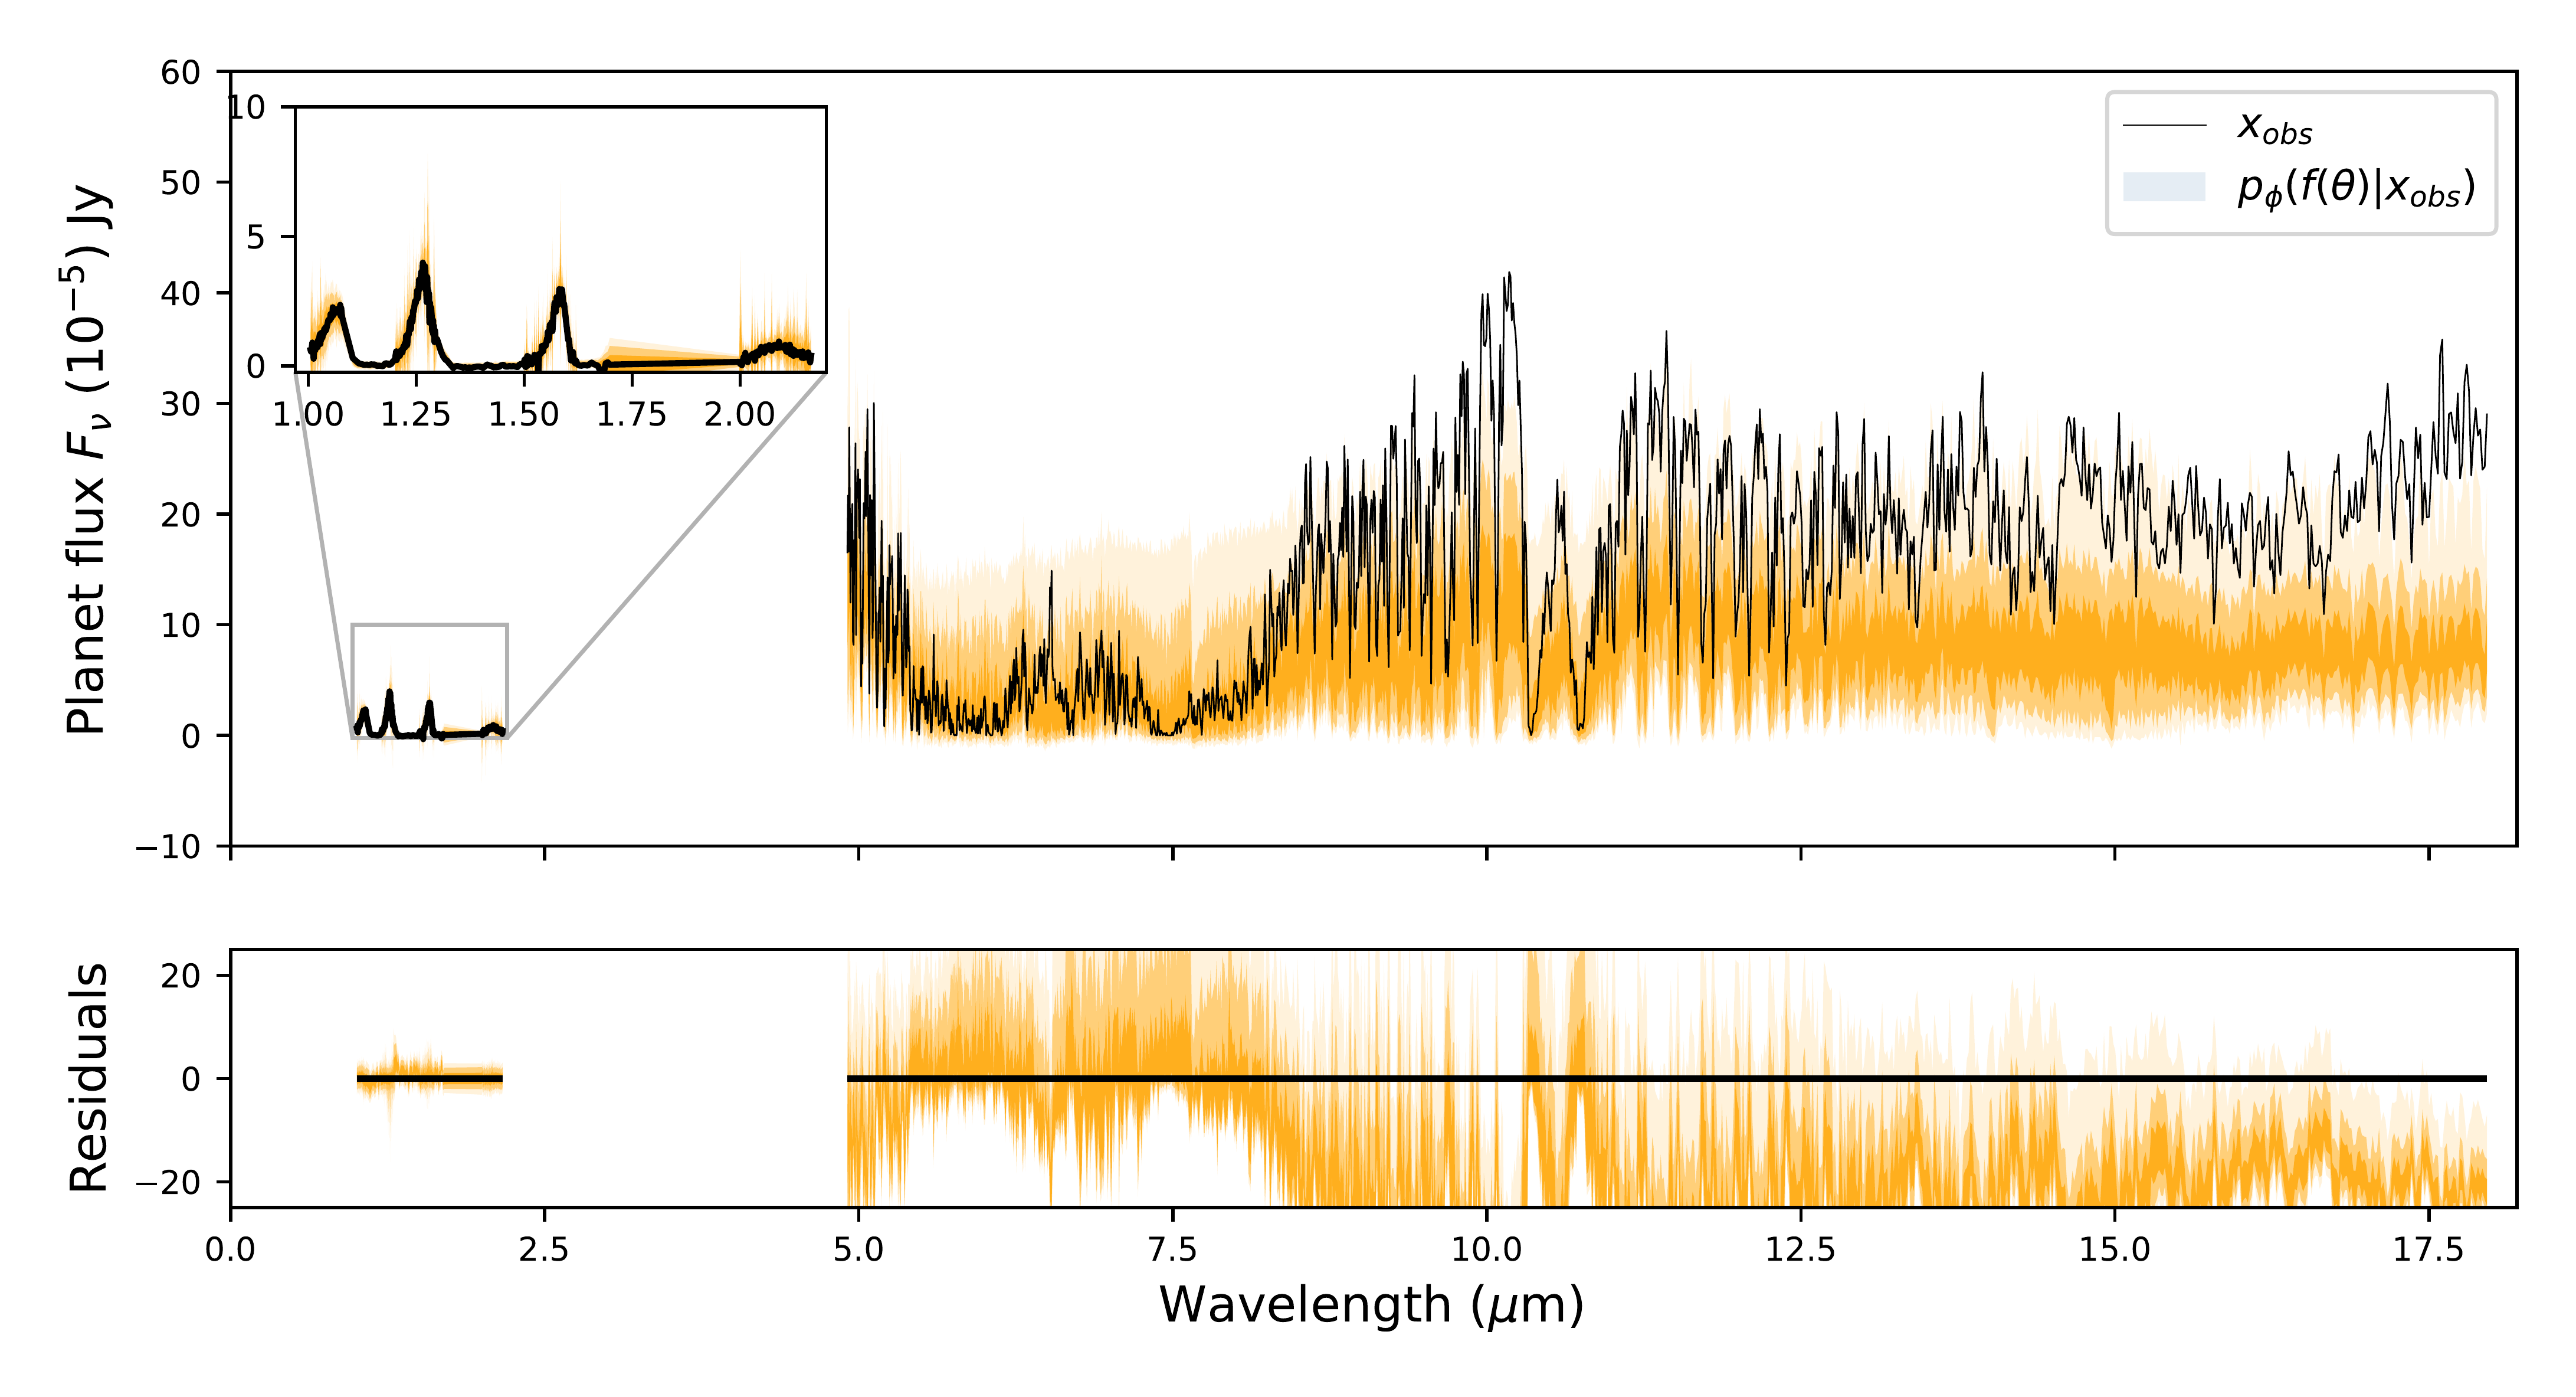 60
50
40
30
20
10
0
−10
Planet flux F_ν (10^−5) Jy
10
5
0
1.00 1.25 1.50 1.75 2.00
x_obs
p_ϕ(f(θ)|x_obs)
20
0
−20
Residuals
0.0 2.5 5.0 7.5 10.0 12.5 15.0 17.5
Wavelength (μm)